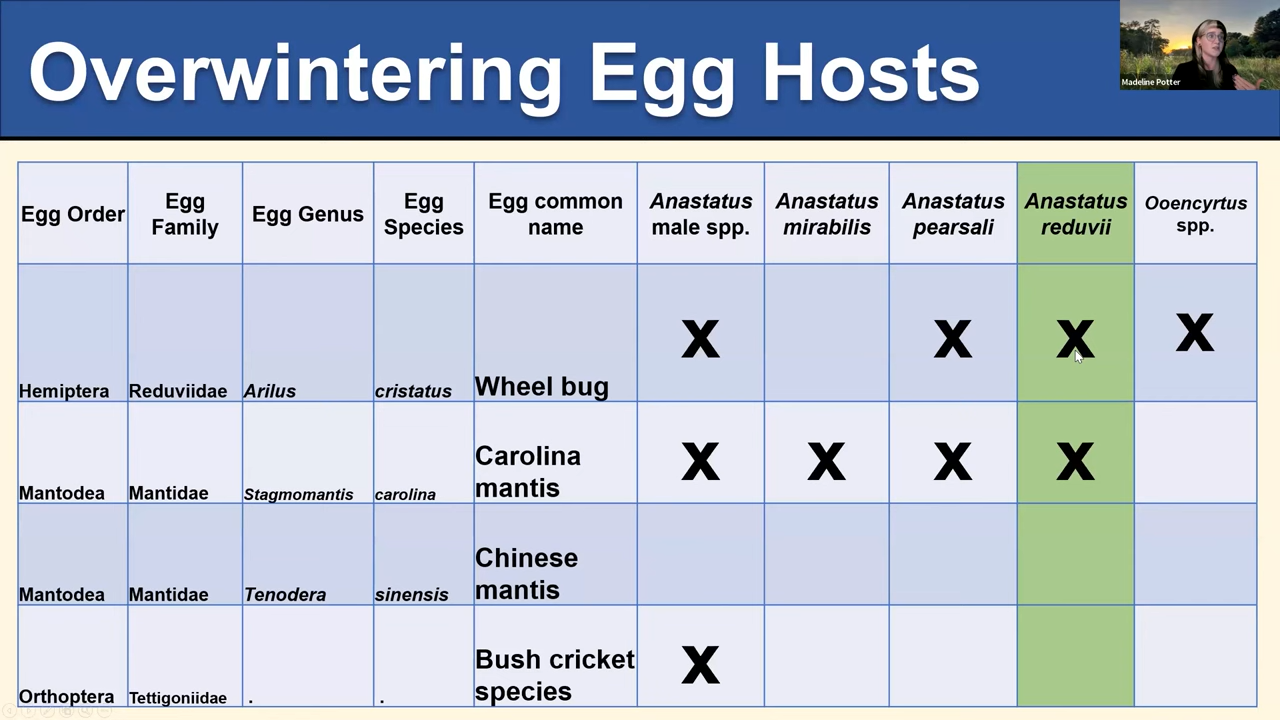 Overwintering Egg Hosts
Madeline Potter
Egg Order
Egg
Family
Egg Genus
Egg
Species
Egg common
name
Anastatus
male spp.
Anastatus
mirabilis
Anastatus
pearsali
Anastatus
reduvii
Ooencyrtus
spp.
Hemiptera
Reduviidae
Arilus
cristatus
Wheel bug
X
X
X
X
Mantodea
Mantidae
Stagmomantis
carolina
Carolina
mantis
X
X
X
X
Mantodea
Mantidae
Tenodera
sinensis
Chinese
mantis
Orthoptera
Tettigoniidae
.
.
Bush cricket
species
X